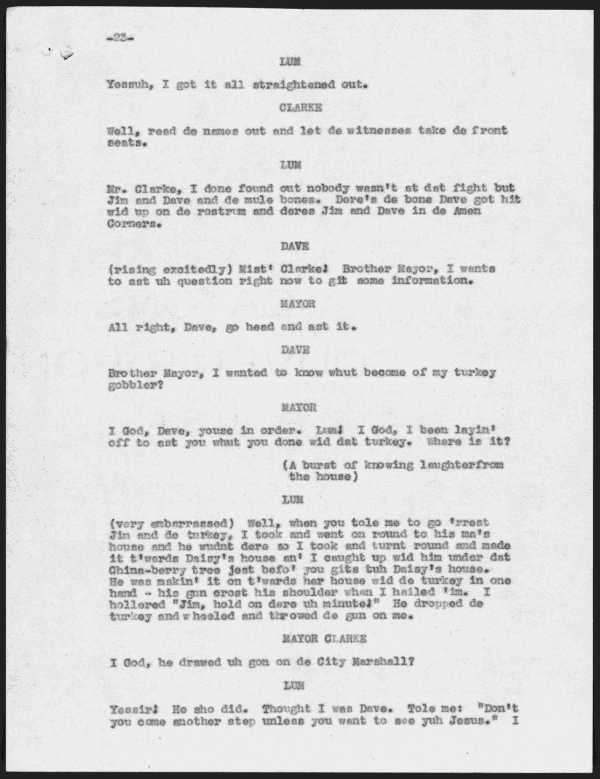 -23-
LUM
Yessuh, I got it all straightened out.
CLARKE
Well, read de names out and let de witnesses take de front
seats.
LUM
Mr. Clarke, I done found out nobody wasn't at dat fight but
Jim and Dave and de mule bones. Dere's de bone Dave got hit
wid up on de rostrum and deres Jim and Dave in de Amen
Corners.
DAVE
(rising excitedly) Mist' Clarke! Brother Mayor, I wants
to ast uh question right now to git some information.
MAYOR
All right, Dave, go head and ast it.
DAVE
Brother Mayor, I wanted to know whut become of my turkey
gobbler?
MAYOR
I God, Dave, youse in order. Lum! I God, I been layin'
off to ast you whut you done wid dat turkey. Where is it?
(A burst of knowing laughterfrom
the house)
LUM
(very embarrassed) Well, when you tole me to go 'rrest
Jim and de turkey, I took and went on round to his ma's
house and he wudnt dere so I took and turnt round and made
it t'wards Daisy's house an' I caught up wid him under dat
China-berry tree jest befo' you gits tuh Daisy's house.
He was makin' it on t'wards her house wid de turkey in one
hand - his gun crost his shoulder when I hailed 'im. I
hollered "Jim, hold on dere uh minute!" He dropped de
turkey and wheeled and throwed de gun on me.
MAYOR CLARKE
I God, he drawed uh gon on de City Marshall?
LUM
Yessir! He sho did. Thought I was Dave. Tole me: "Don't
you come another step unless you want to see yuh Jesus." I